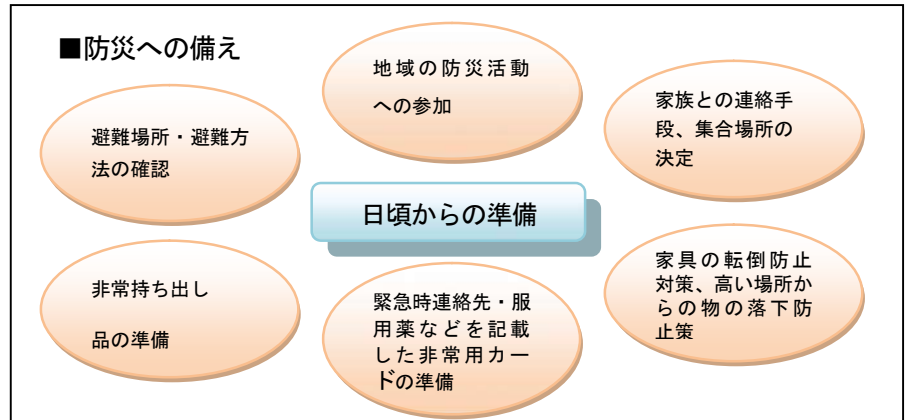 ■防災への備え
地域の防災活動
への参加
家族との連絡手
段、集合場所の
決定
避難場所・避難方
法の確認
日頃からの準備
非常持ち出し
品の準備
緊急時連絡先・服
用薬などを記載
した非常用カー
ドの準備
家具の転倒防止
対策、高い場所か
らの物の落下防
止策